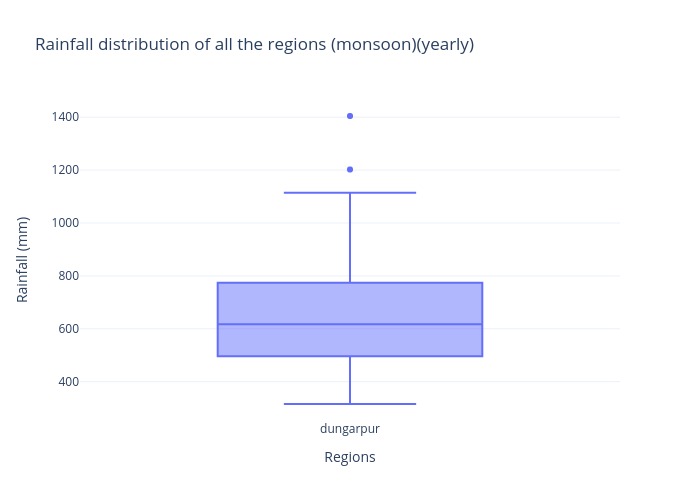 Rainfall distribution of all the regions (monsoon)(yearly)
1400
1200
1000
800
600
400
Rainfall (mm)
dungarpur
Regions